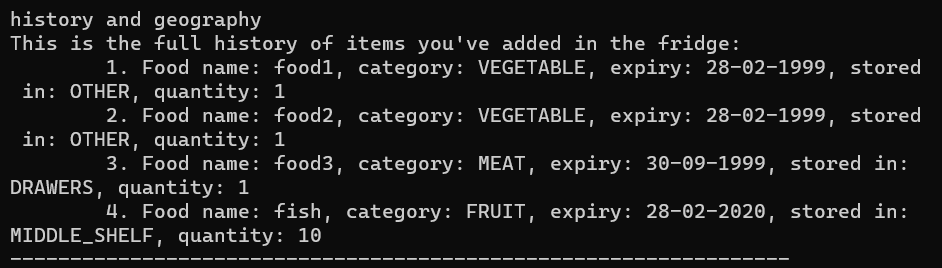 history and geography
This is the full history of items you've added in the fridge:
1. Food name: food1, category: VEGETABLE, expiry: 28-02-1999, stored
in: OTHER, quantity: 1
2. Food name: food2, category: VEGETABLE, expiry: 28-02-1999, stored
in: OTHER, quantity: 1
3. Food name: food3, category: MEAT, expiry: 30-09-1999, stored in:
DRAWERS, quantity: 1
4. Food name: fish, category: FRUIT, expiry: 28-02-2020, stored in:
MIDDLE_SHELF, quantity: 10
-----------------------------------------------------------------